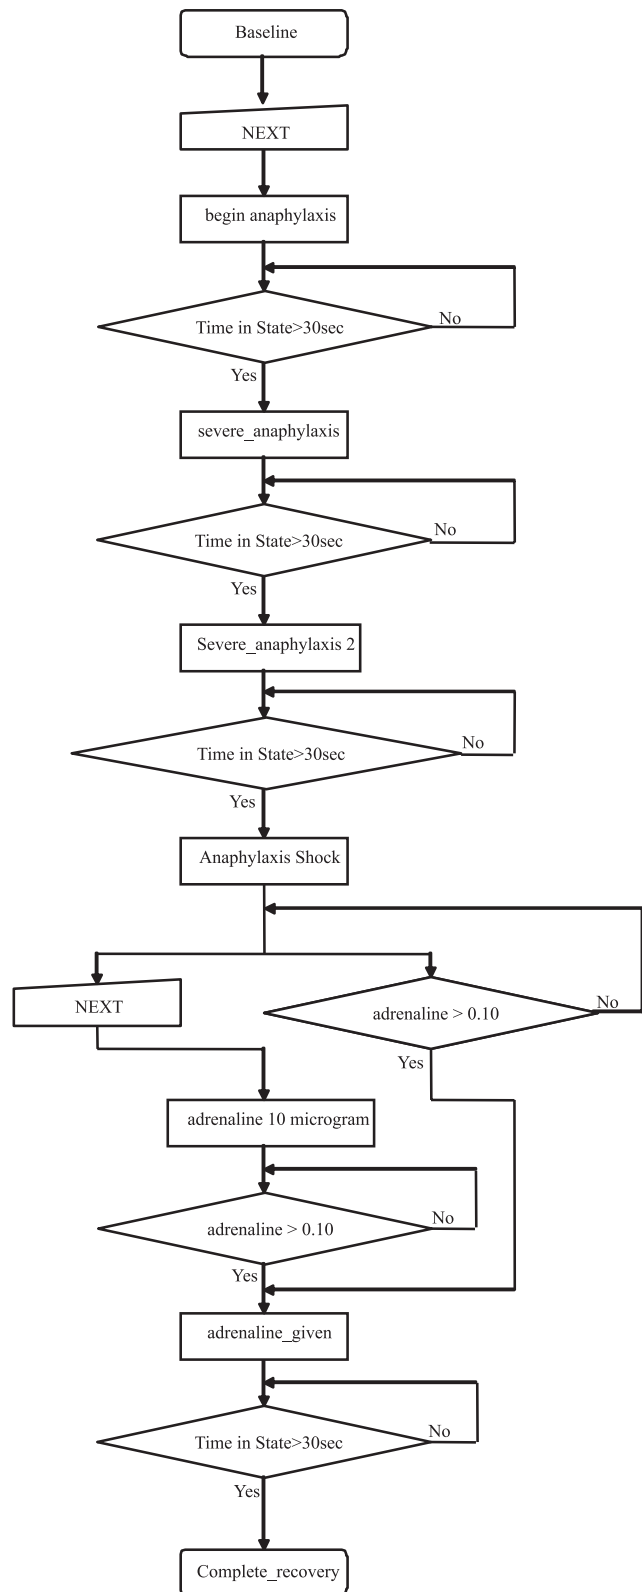 Baseline
NEXT
begin anaphylaxis
Time in State>30sec
No
Yes
severe_anaphylaxis
Time in State>30sec
No
Yes
Severe_anaphylaxis 2
Time in State>30sec
No
Yes
Anaphylaxis Shock
NEXT
adrenaline > 0.10
No
Yes
adrenaline 10 microgram
adrenaline > 0.10
No
Yes
adrenaline_given
Time in State>30sec
No
Yes
Complete_recovery